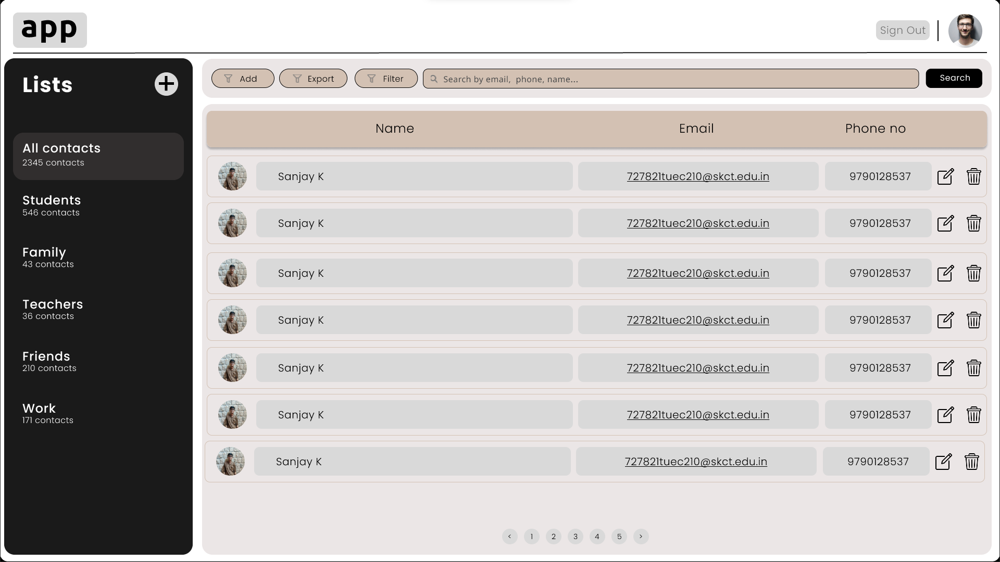 app
Sign Out
Lists
Add
Export
Filter
Search by email,  phone, name...
Search
Name
Email
Phone no
All contacts
2345 contacts
Students
546 contacts
Family
43 contacts
Teachers
36 contacts
Friends
210 contacts
Work
171 contacts
Sanjay K 727821tuec210@skct.edu.in 9790128537
Sanjay K 727821tuec210@skct.edu.in 9790128537
Sanjay K 727821tuec210@skct.edu.in 9790128537
Sanjay K 727821tuec210@skct.edu.in 9790128537
Sanjay K 727821tuec210@skct.edu.in 9790128537
Sanjay K 727821tuec210@skct.edu.in 9790128537
Sanjay K 727821tuec210@skct.edu.in 9790128537
< 1 2 3 4 5 >